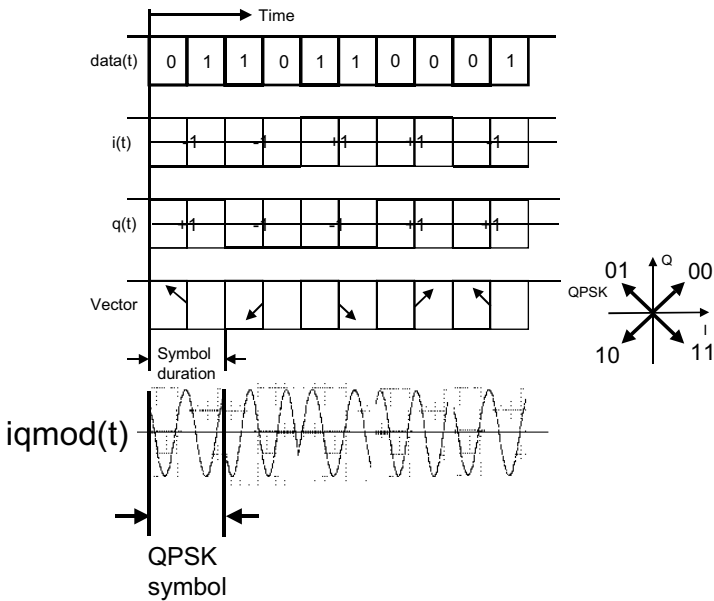 Time
data(t) 0 1 1 0 1 1 0 0 0 1
i(t) -1 -1 +1 +1 -1
q(t) +1 -1 -1 +1 +1
Vector
QPSK
Q
01 00
I
10 11
Symbol
duration
iqmod(t)
QPSK
symbol